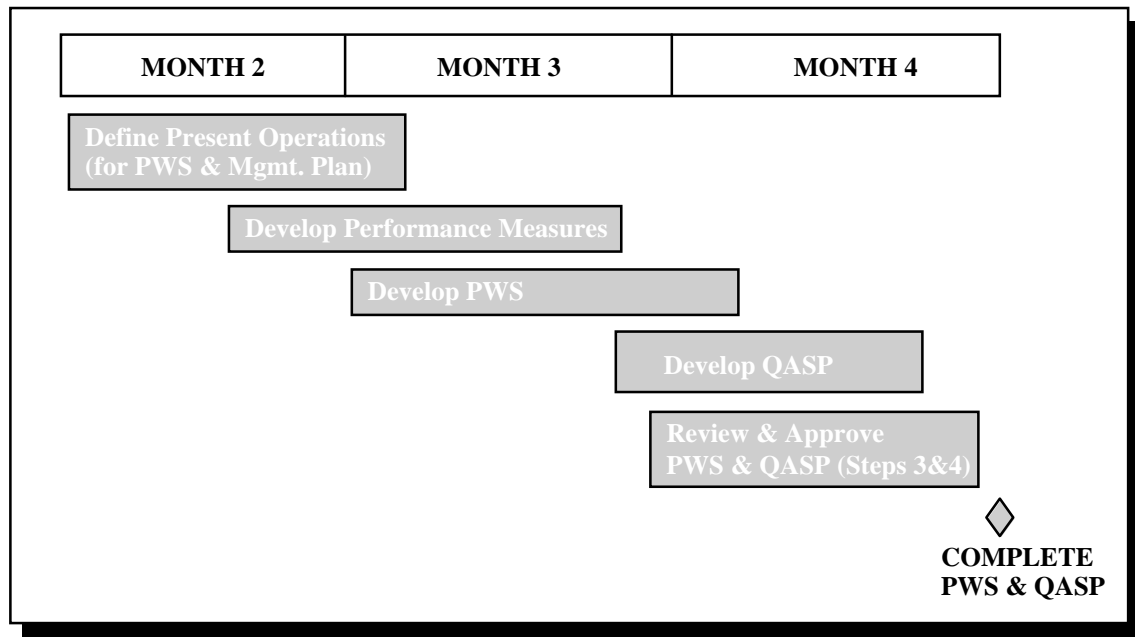 MONTH 2 MONTH 3 MONTH 4
Define Present Operations
(for PWS & Mgmt. Plan)
Develop Performance Measures
Develop PWS
Develop QASP
Review & Approve
PWS & QASP (Steps 3&4)
COMPLETE
PWS & QASP